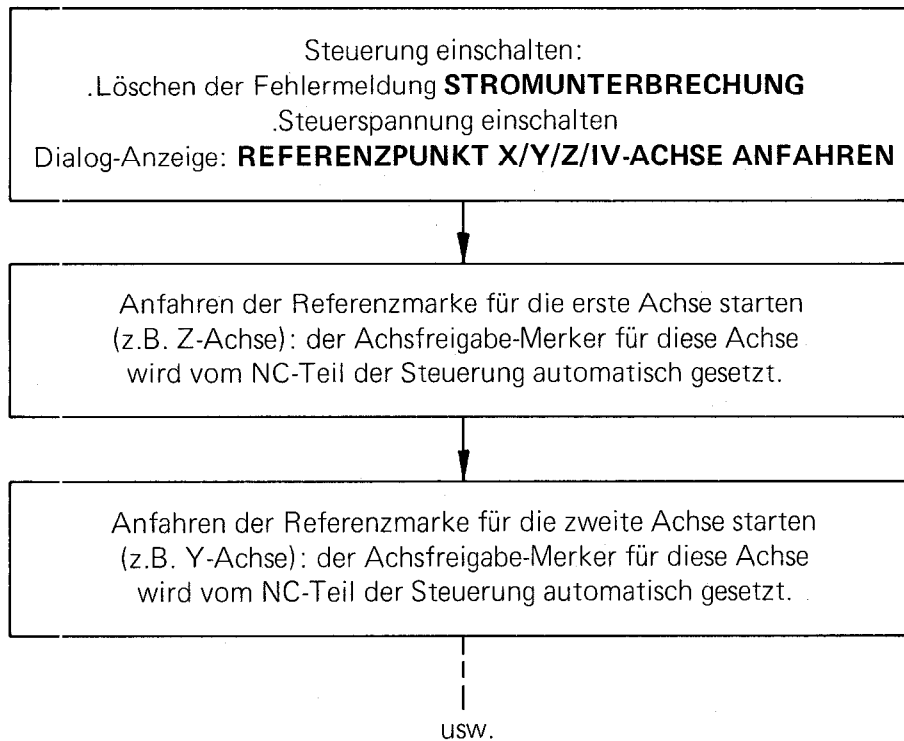 Steuerung einschalten:
.Löschen der Fehlermeldung STROMUNTERBRECHUNG
.Steuerspannung einschalten
Dialog-Anzeige: REFERENZPUNKT X/Y/Z/IV-ACHSE ANFAHREN
Anfahren der Referenzmarke für die erste Achse starten
(z.B. Z-Achse): der Achsfreigabe-Merker für diese Achse
wird vom NC-Teil der Steuerung automatisch gesetzt.
Anfahren der Referenzmarke für die zweite Achse starten
(z.B. Y-Achse): der Achsfreigabe-Merker für diese Achse
wird vom NC-Teil der Steuerung automatisch gesetzt.
usw.